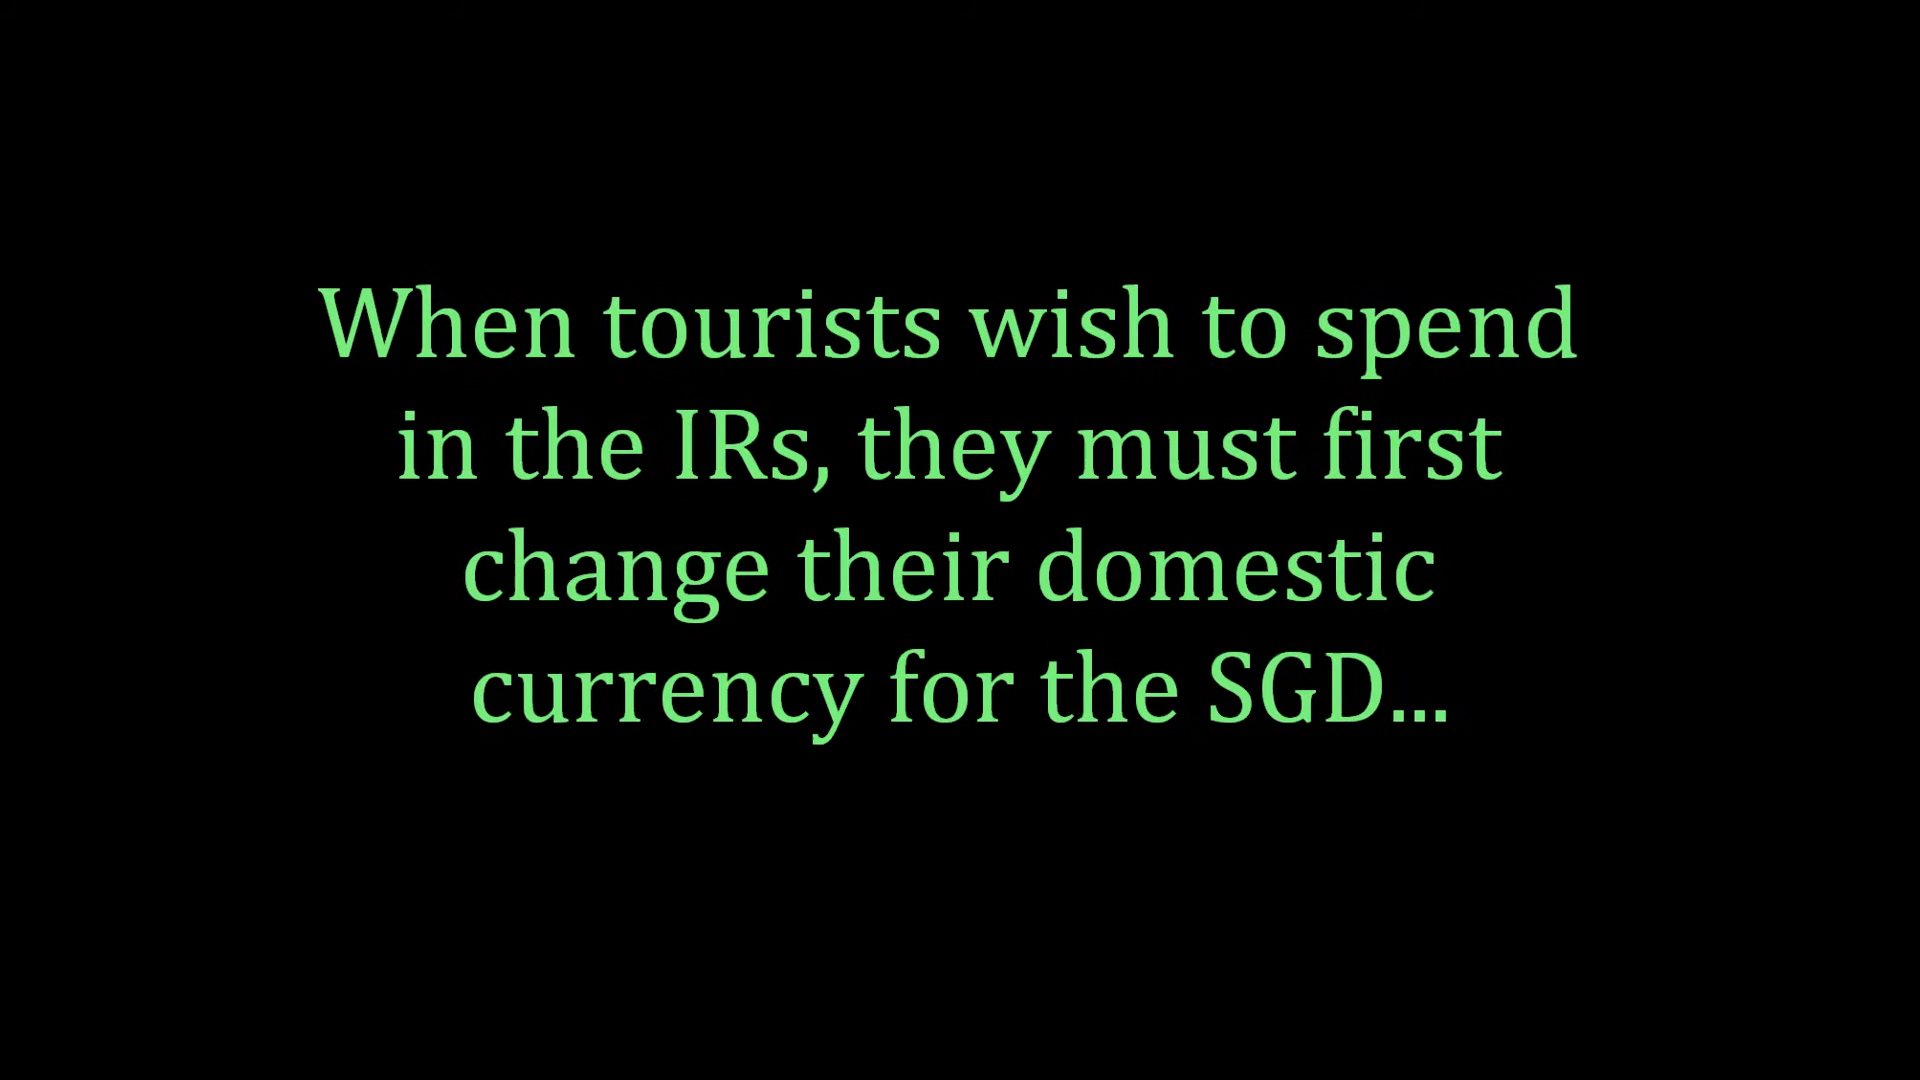 When tourists wish to spend
in the IRs, they must first
change their domestic
currency for the SGD...